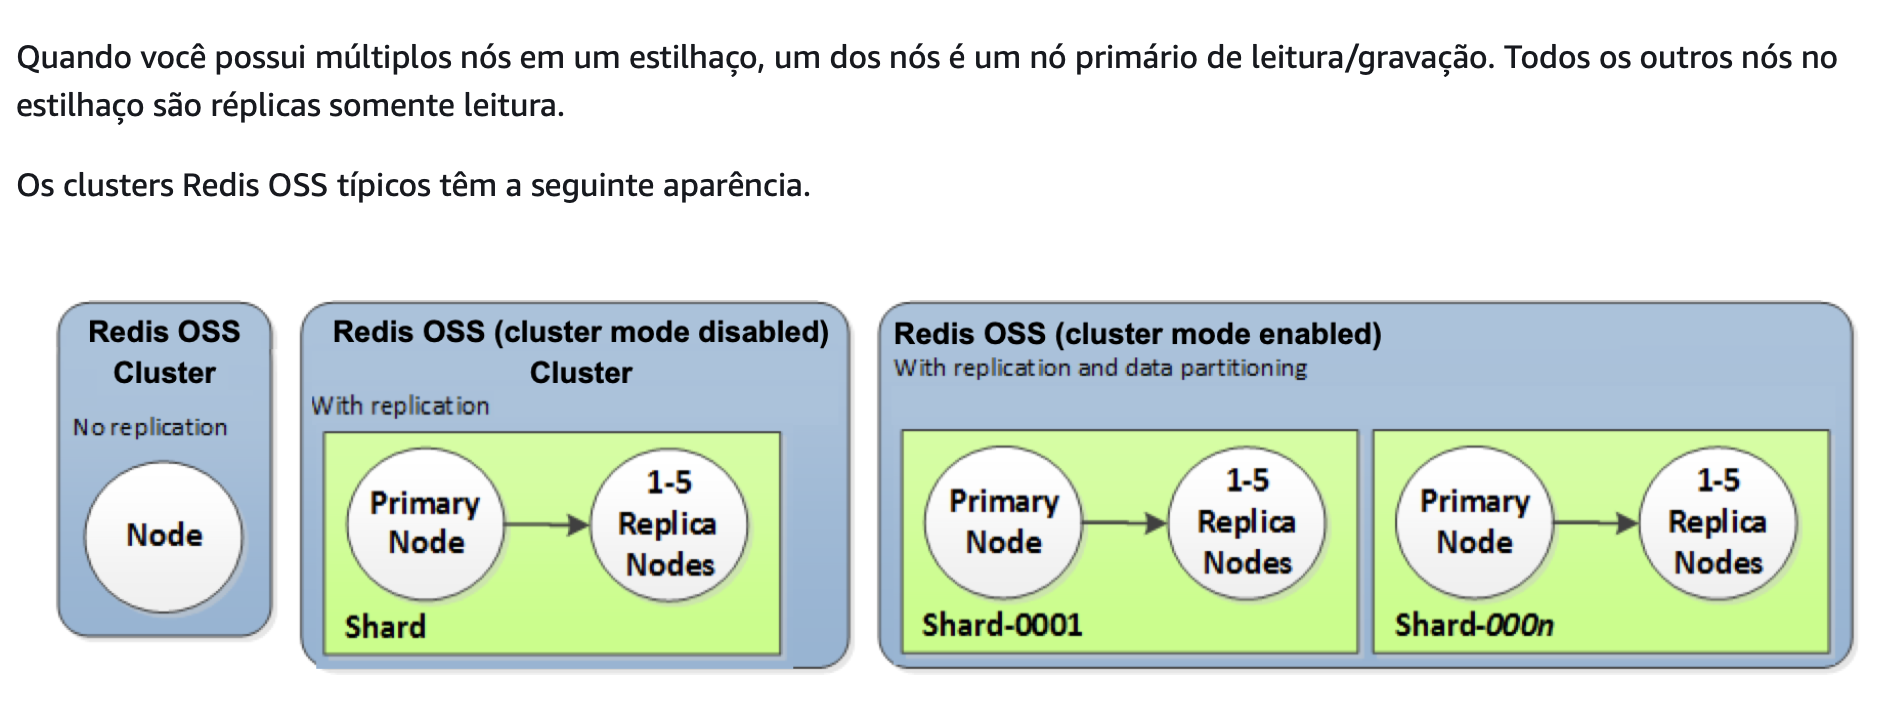 Quando você possui múltiplos nós em um estilhaço, um dos nós é um nó primário de leitura/gravação. Todos os outros nós no
estilhaço são réplicas somente leitura.
Os clusters Redis OSS típicos têm a seguinte aparência.
Redis OSS
Cluster
No replication
Node
Redis OSS (cluster mode disabled)
Cluster
With replication
Primary
Node
1-5
Replica
Nodes
Shard
Redis OSS (cluster mode enabled)
With replication and data partitioning
Primary
Node
1-5
Replica
Nodes
Shard-0001
Primary
Node
1-5
Replica
Nodes
Shard-000n